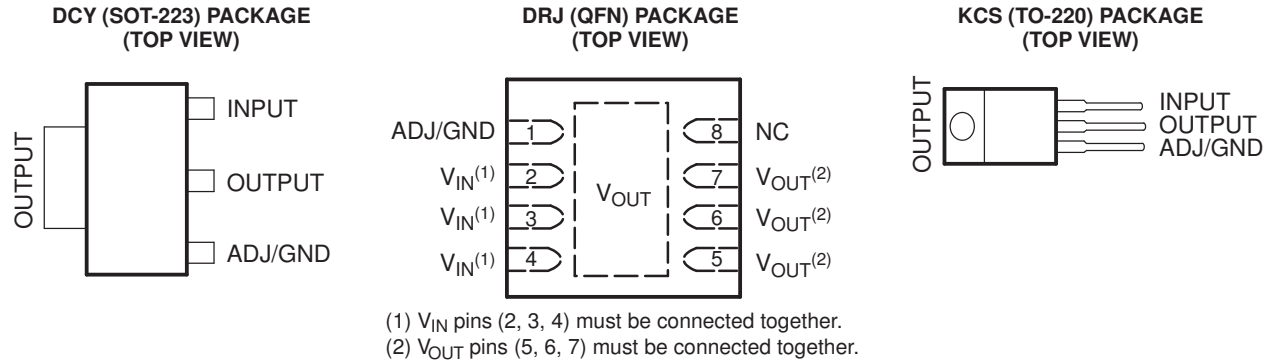 DCY (SOT-223) PACKAGE
(TOP VIEW)
OUTPUT
INPUT
OUTPUT
ADJ/GND
DRJ (QFN) PACKAGE
(TOP VIEW)
ADJ/GND 1 8 NC
VIN(1) 2 7 VOUT(2)
VOUT
VIN(1) 3 6 VOUT(2)
VIN(1) 4 5 VOUT(2)
(1) VIN pins (2, 3, 4) must be connected together.
(2) VOUT pins (5, 6, 7) must be connected together.
KCS (TO-220) PACKAGE
(TOP VIEW)
OUTPUT
INPUT
OUTPUT
ADJ/GND